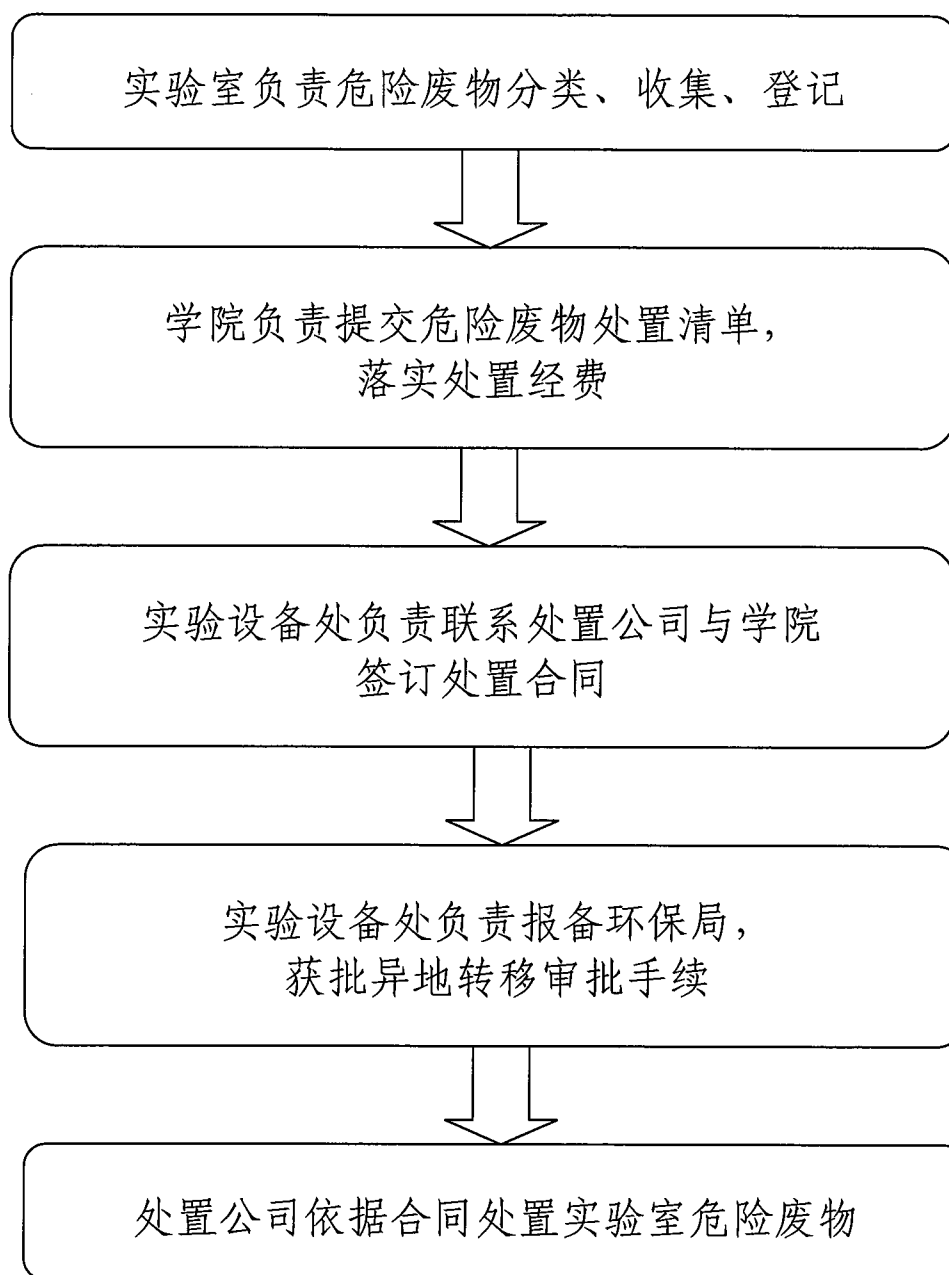 实验室负责危险废物分类、收集、登记
学院负责提交危险废物处置清单,
落实处置经费
实验设备处负责联系处置公司与学院
签订处置合同
实验设备处负责报备环保局,
获批异地转移审批手续
处置公司依据合同处置实验室危险废物